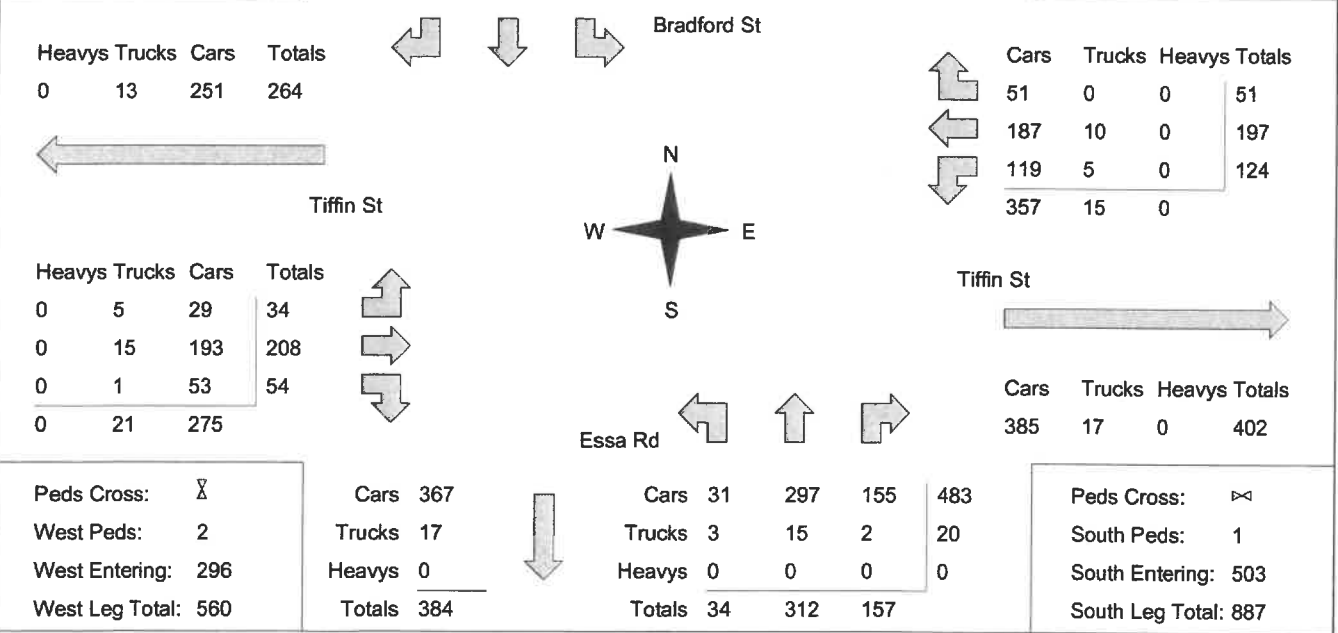 Bradford St
Heavys Trucks Cars Totals
0 13 251 264
Cars Trucks Heavys Totals
51 0 0 51
187 10 0 197
119 5 0 124
357 15 0
Tiffin St
N
W E
S
Heavys Trucks Cars Totals
0 5 29 34
0 15 193 208
0 1 53 54
0 21 275
Tiffin St
Cars Trucks Heavys Totals
385 17 0 402
Essa Rd
Peds Cross:
West Peds: 2
West Entering: 296
West Leg Total: 560
Cars 367
Trucks 17
Heavys 0
Totals 384
Cars 31 297 155 483
Trucks 3 15 2 20
Heavys 0 0 0 0
Totals 34 312 157
Peds Cross:
South Peds: 1
South Entering: 503
South Leg Total: 887